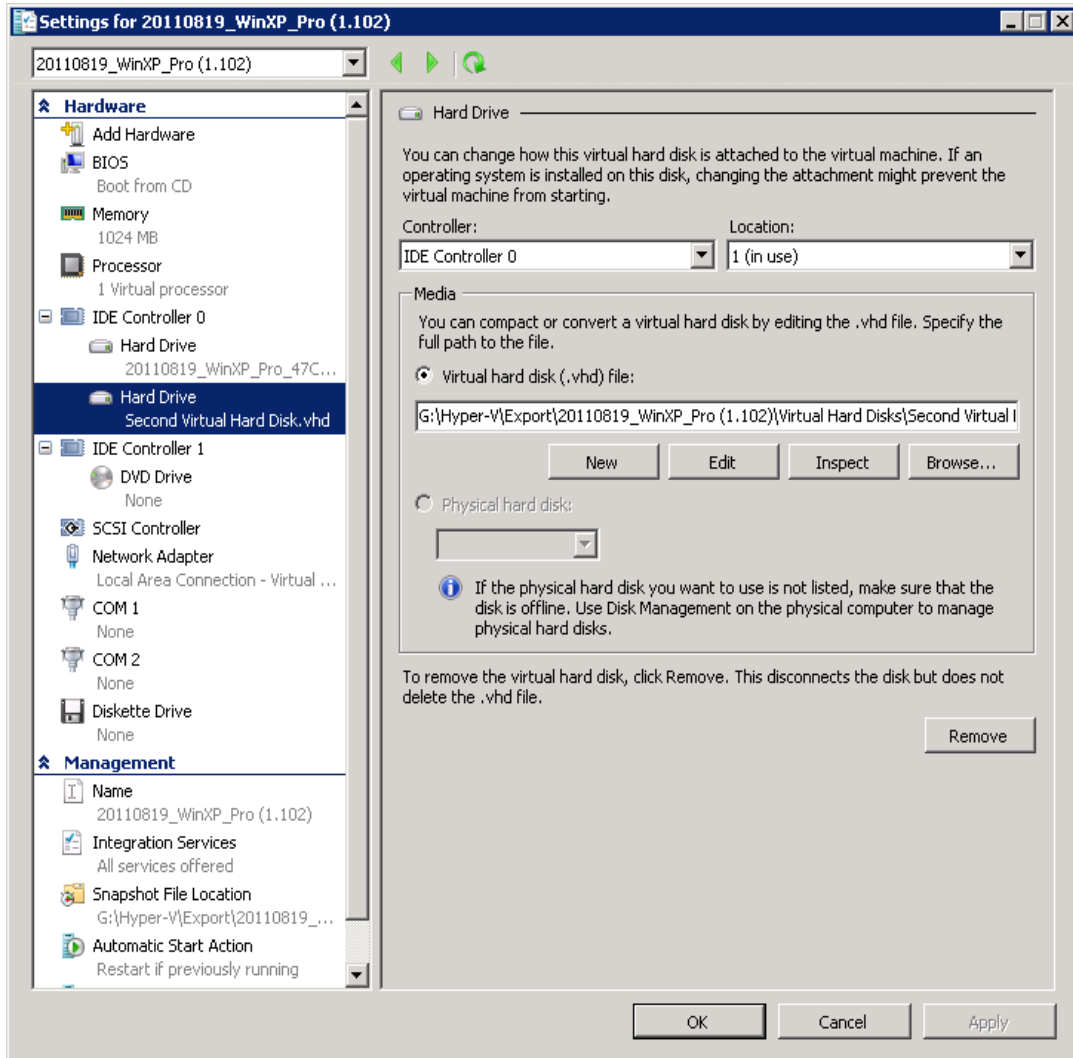 Settings for 20110819_WinXP_Pro (1.102)
20110819_WinXP_Pro (1.102)
Hardware
Add Hardware
BIOS
Boot from CD
Memory
1024 MB
Processor
1 Virtual processor
IDE Controller 0
Hard Drive
20110819_WinXP_Pro_47C...
Hard Drive
Second Virtual Hard Disk.vhd
IDE Controller 1
DVD Drive
None
SCSI Controller
Network Adapter
Local Area Connection - Virtual ...
COM 1
None
COM 2
None
Diskette Drive
None
Management
Name
20110819_WinXP_Pro (1.102)
Integration Services
All services offered
Snapshot File Location
G:\Hyper-V\Export\20110819_...
Automatic Start Action
Restart if previously running
Hard Drive
You can change how this virtual hard disk is attached to the virtual machine. If an
operating system is installed on this disk, changing the attachment might prevent the
virtual machine from starting.
Controller:
Location:
IDE Controller 0
1 (in use)
Media
You can compact or convert a virtual hard disk by editing the .vhd file. Specify the
full path to the file.
Virtual hard disk (.vhd) file:
G:\Hyper-V\Export\20110819_WinXP_Pro (1.102)\Virtual Hard Disks\Second Virtual
New
Edit
Inspect
Browse...
Physical hard disk:
If the physical hard disk you want to use is not listed, make sure that the
disk is offline. Use Disk Management on the physical computer to manage
physical hard disks.
To remove the virtual hard disk, click Remove. This disconnects the disk but does not
delete the .vhd file.
Remove
OK
Cancel
Apply